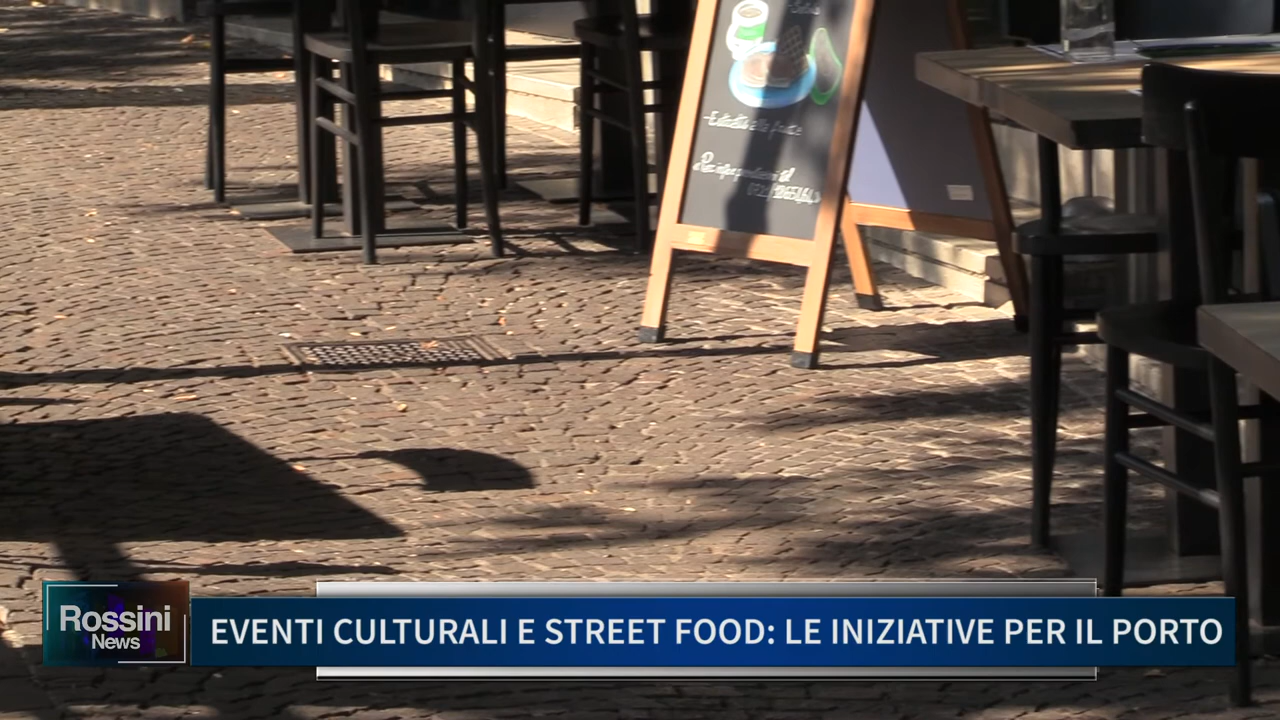 Rossini
News
EVENTI CULTURALI E STREET FOOD: LE INIZIATIVE PER IL PORTO